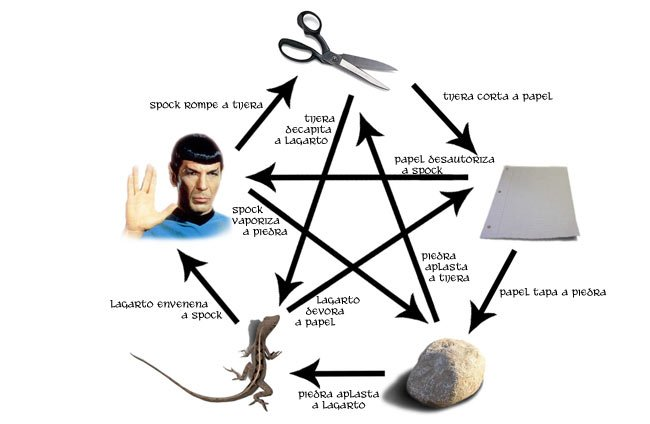 SPOCK ROMPE A TIJERA
TIJERA CORTA A PAPEL
TIJERA
DECAPITA
A LAGARTO
PAPEL DESAUTORIZA
A SPOCK
SPOCK
VAPORIZA
A PIEDRA
PIEDRA
APLASTA
A TIJERA
PAPEL TAPA A PIEDRA
LAGARTO ENVENENA
A SPOCK
LAGARTO
DEVORA
A PAPEL
PIEDRA APLASTA
A LAGARTO